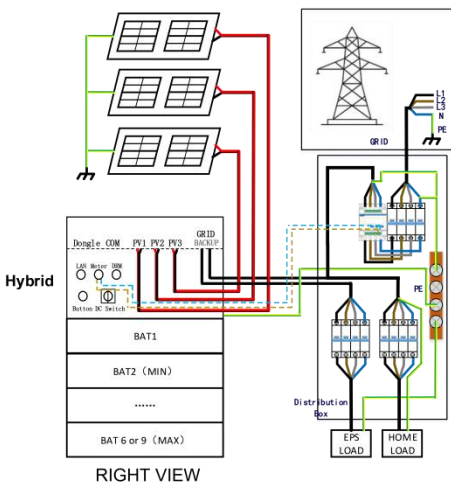 L1
L2
L3
N
PE
GRID
GRID
Dongle COM PV1 PV2 PV3 BACKUP
LAN Meter DRM
Hybrid
Button DC Switch
PE
BAT1
BAT2（MIN）
······
BAT 6 or 9（MAX）
Distribution
Box
EPS
LOAD
HOME
LOAD
RIGHT VIEW